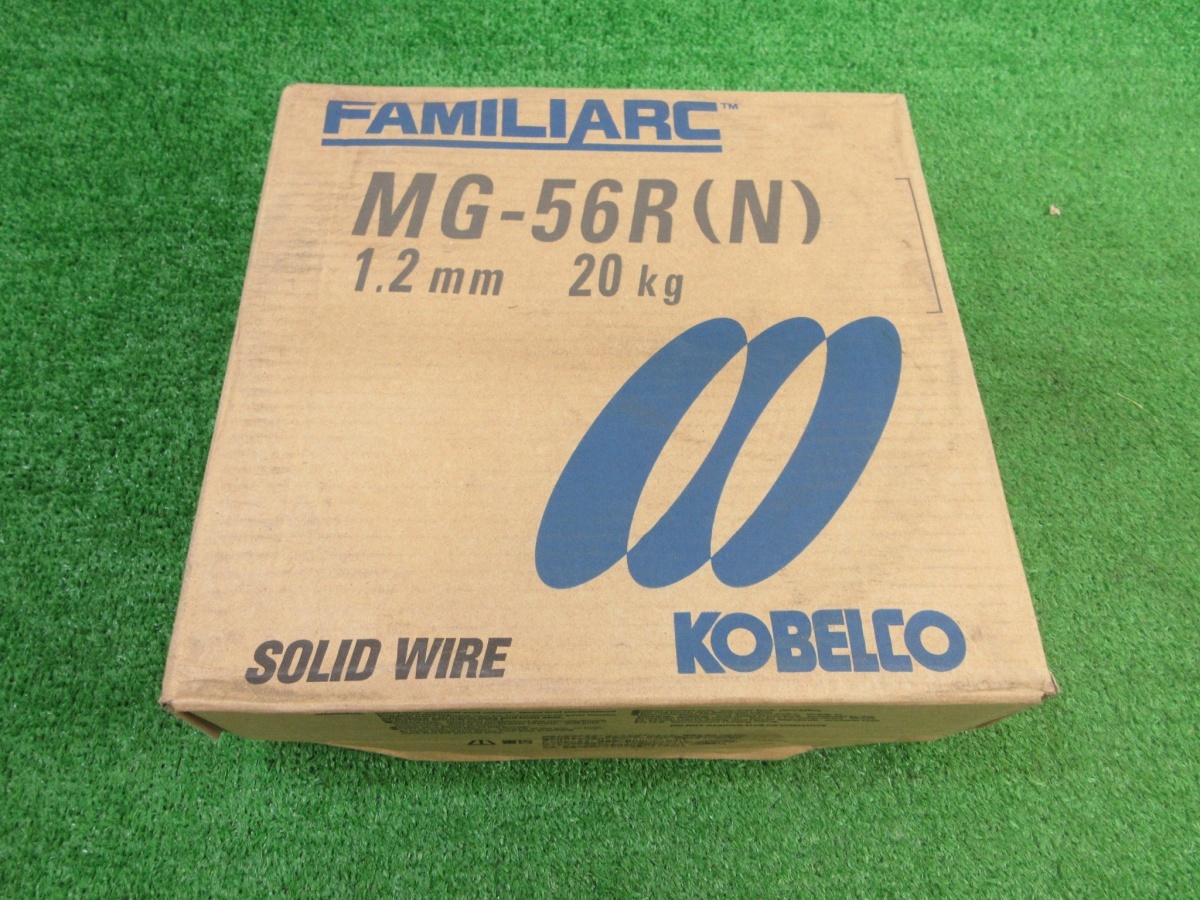 FAMILIARC™
MG-56R(N)
1.2mm 20kg
KOBELCO
SOLID WIRE